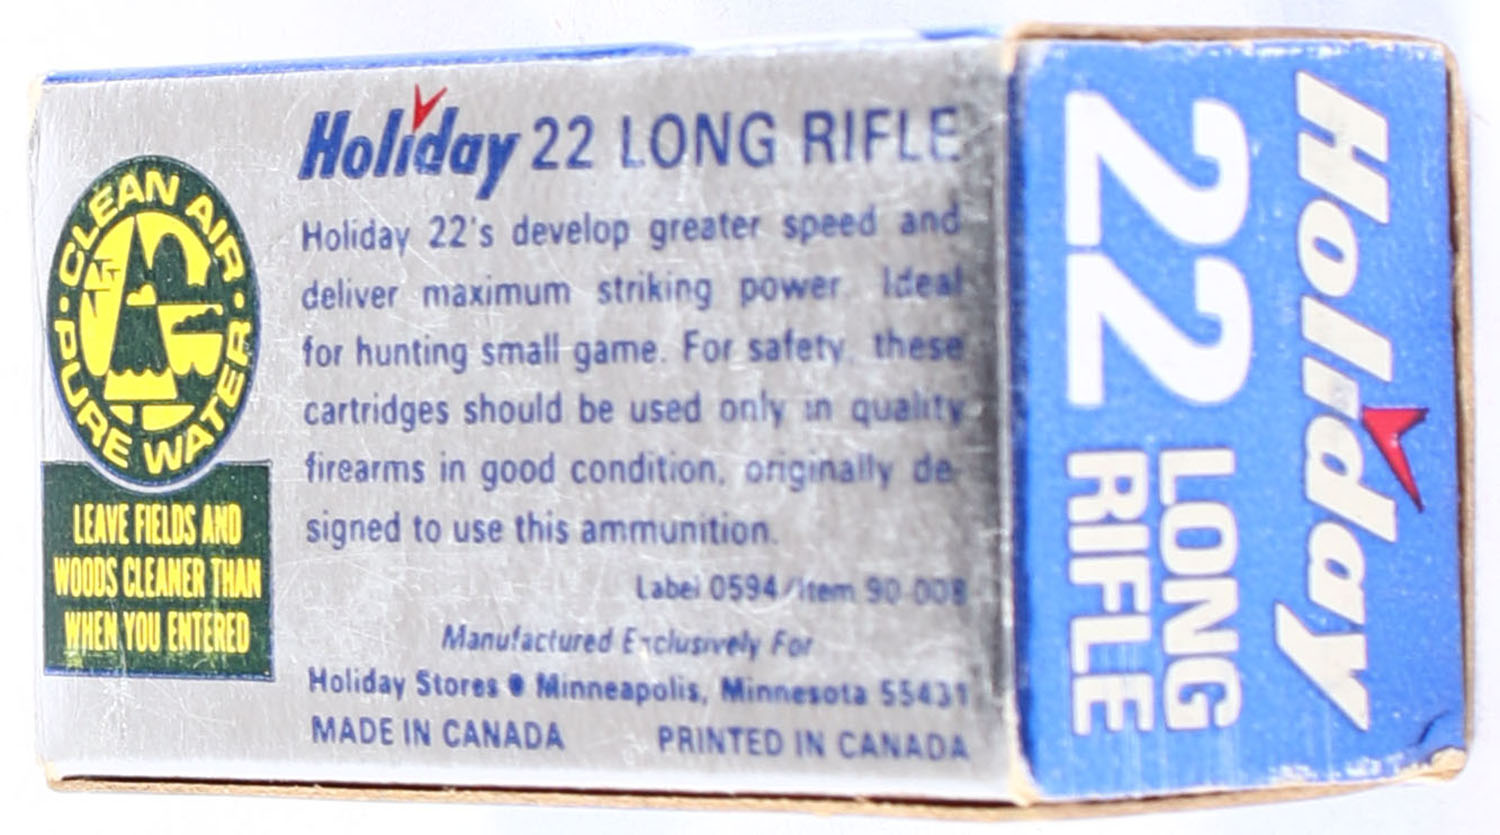 CLEAN AIR
• PURE WATER •
LEAVE FIELDS AND
WOODS CLEANER THAN
WHEN YOU ENTERED
Holiday 22 LONG RIFLE
Holiday 22's develop greater speed and
deliver maximum striking power. Ideal
for hunting small game. For safety, these
cartridges should be used only in quality
firearms in good condition, originally de-
signed to use this ammunition.
Label 0594/Item 90-008
Manufactured Exclusively For
Holiday Stores • Minneapolis, Minnesota 55431
MADE IN CANADA PRINTED IN CANADA
Holiday
22 LONG
RIFLE